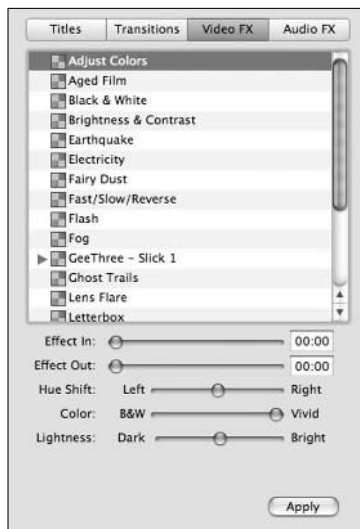 Titles Transitions Video FX Audio FX
Adjust Colors
Aged Film
Black & White
Brightness & Contrast
Earthquake
Electricity
Fairy Dust
Fast/Slow/Reverse
Flash
Fog
GeeThree – Slick 1
Ghost Trails
Lens Flare
Letterbox
Effect In: 00:00
Effect Out: 00:00
Hue Shift: Left Right
Color: B&W Vivid
Lightness: Dark Bright
Apply